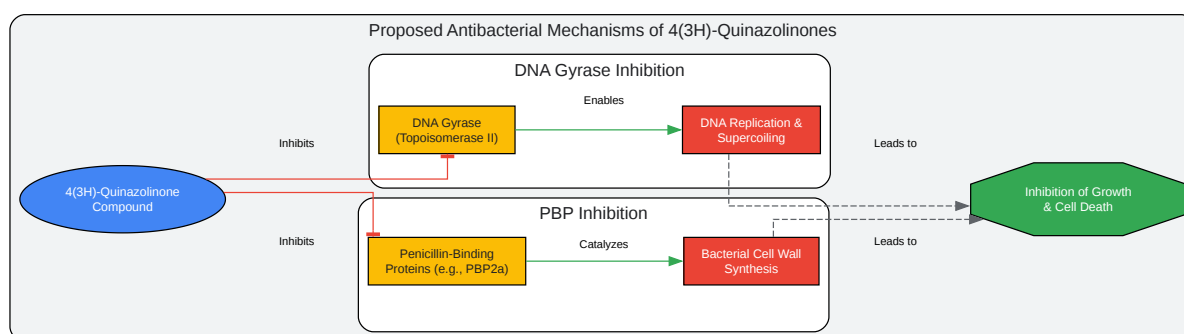 Proposed Antibacterial Mechanisms of 4(3H)-Quinazolinones
DNA Gyrase Inhibition
Enables
DNA Gyrase
(Topoisomerase II)
DNA Replication &
Supercoiling
Inhibits
Leads to
4(3H)-Quinazolinone
Compound
Inhibition of Growth
& Cell Death
PBP Inhibition
Inhibits
Catalyzes
Leads to
Penicillin-Binding
Proteins (e.g., PBP2a)
Bacterial Cell Wall
Synthesis